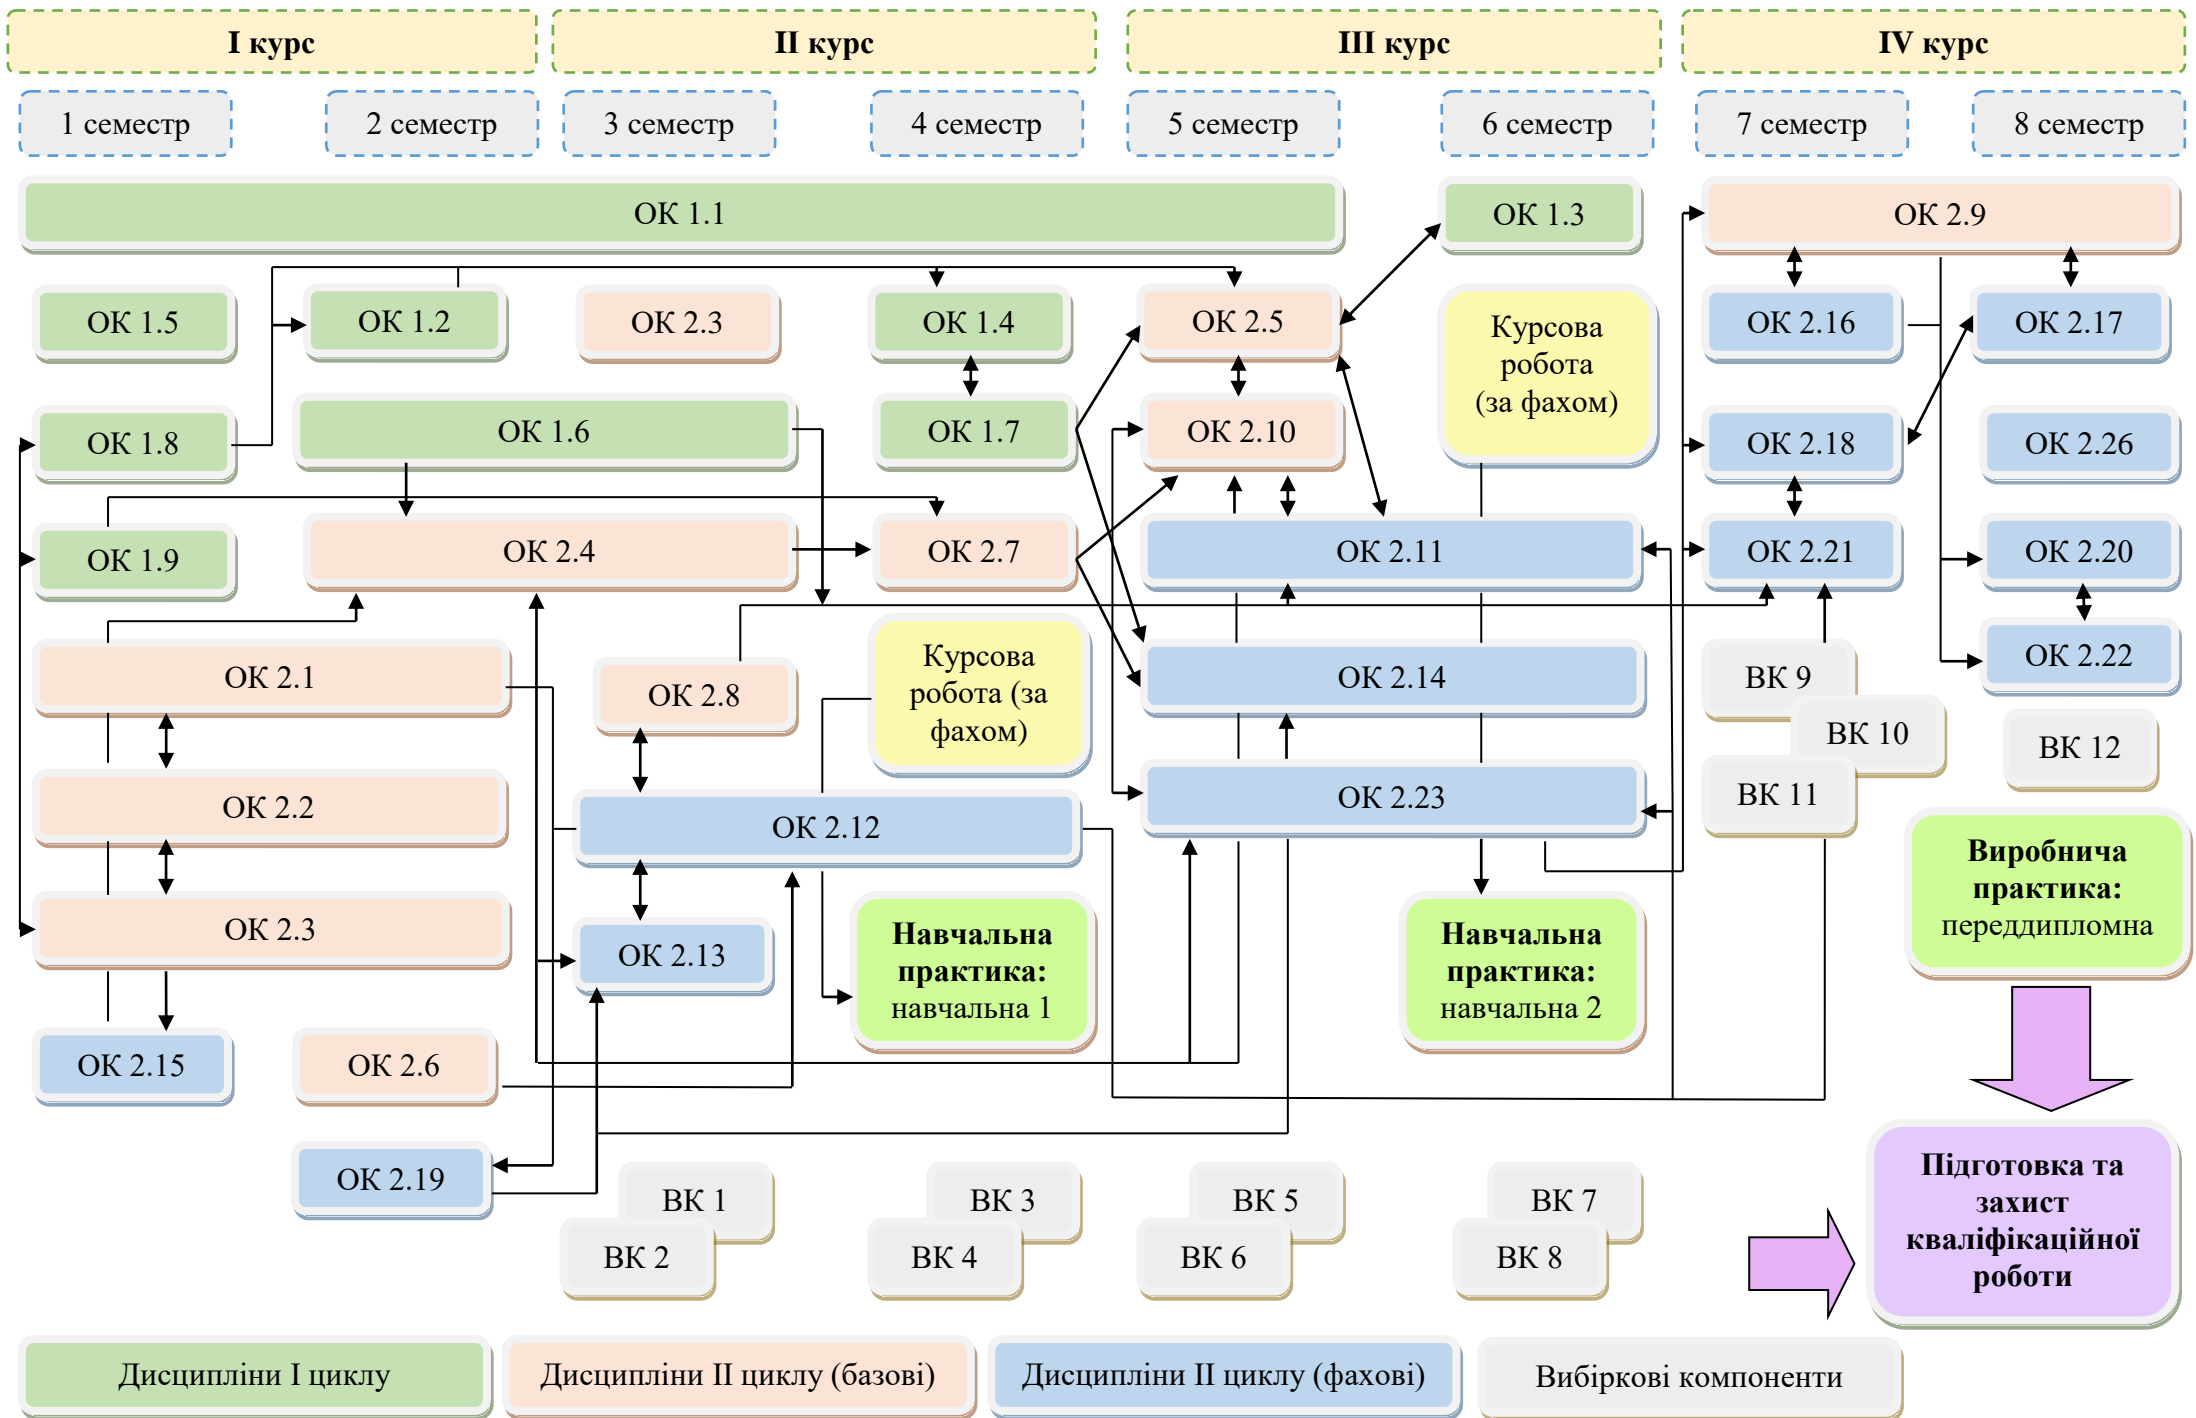 І курс
ІІ курс
ІІІ курс
IV курс
1 семестр
2 семестр
3 семестр
4 семестр
5 семестр
6 семестр
7 семестр
8 семестр
ОК 1.1
ОК 1.3
ОК 2.9
ОК 1.5
ОК 1.2
ОК 2.3
ОК 1.4
ОК 2.5
Курсова
робота
(за фахом)
ОК 2.16
ОК 2.17
ОК 1.8
ОК 1.6
ОК 1.7
ОК 2.10
ОК 2.18
ОК 2.26
ОК 1.9
ОК 2.4
ОК 2.7
ОК 2.11
ОК 2.21
ОК 2.20
ОК 2.1
ОК 2.8
Курсова
робота (за
фахом)
ОК 2.14
ВК 9
ВК 10
ВК 11
ОК 2.22
ВК 12
ОК 2.2
ОК 2.12
ОК 2.23
Виробнича
практика:
переддипломна
ОК 2.3
ОК 2.13
Навчальна
практика:
навчальна 1
Навчальна
практика:
навчальна 2
ОК 2.15
ОК 2.6
ОК 2.19
ВК 1
ВК 2
ВК 3
ВК 4
ВК 5
ВК 6
ВК 7
ВК 8
Підготовка та
захист
кваліфікаційної
роботи
Дисципліни І циклу
Дисципліни ІІ циклу (базові)
Дисципліни ІІ циклу (фахові)
Вибіркові компоненти